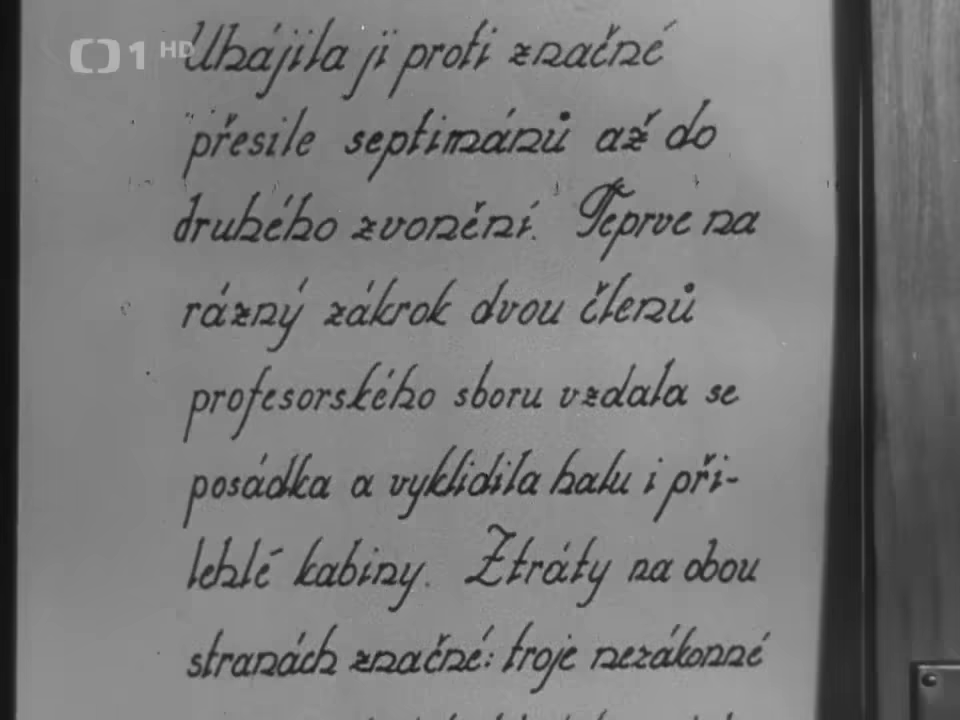 1 HD
Uhájila ji proti značné
přesile septimánů až do
druhého zvonění. Teprve na
rázný zákrok dvou členů
profesorského sboru vzdala se
posádka a vyklidila halu i při-
lehlé kabiny. Ztráty na obou
stranách značné: troje nezákonné